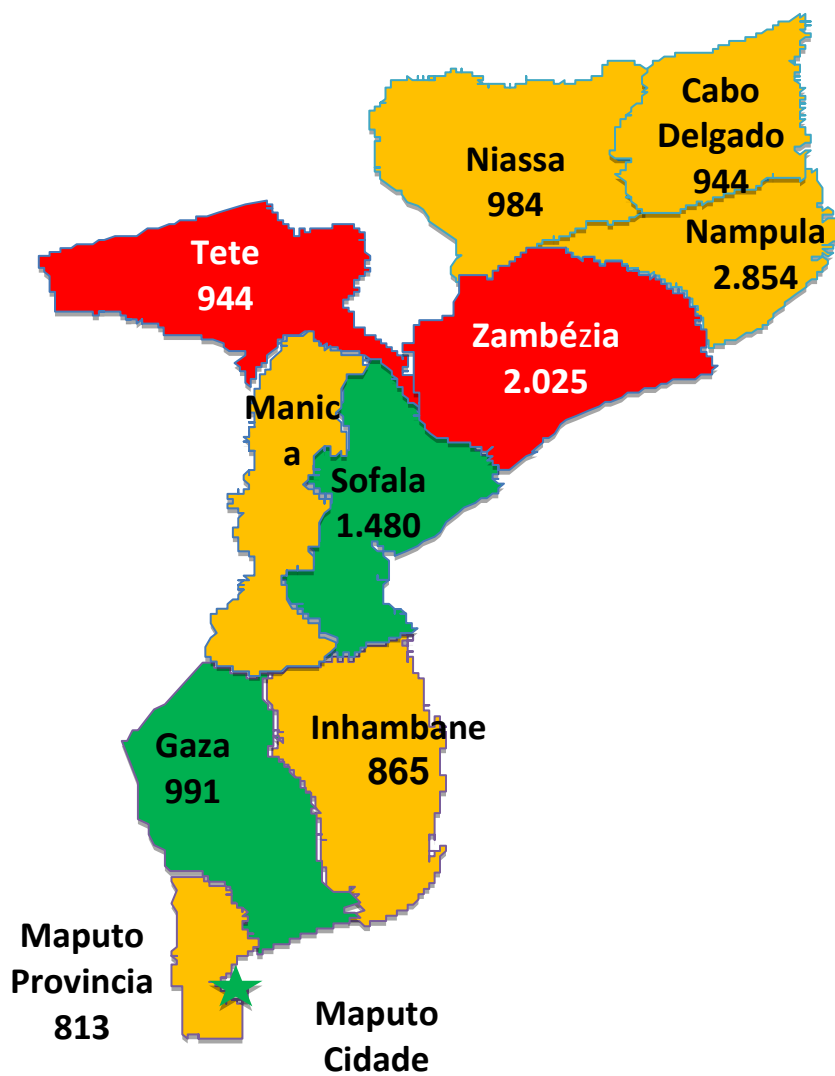 Cabo
Delgado
944
Niassa
984
Nampula
2.854
Tete
944
Zambézia
2.025
Manic
a
Sofala
1.480
Inhambane
865
Gaza
991
Maputo
Provincia
813
Maputo
Cidade